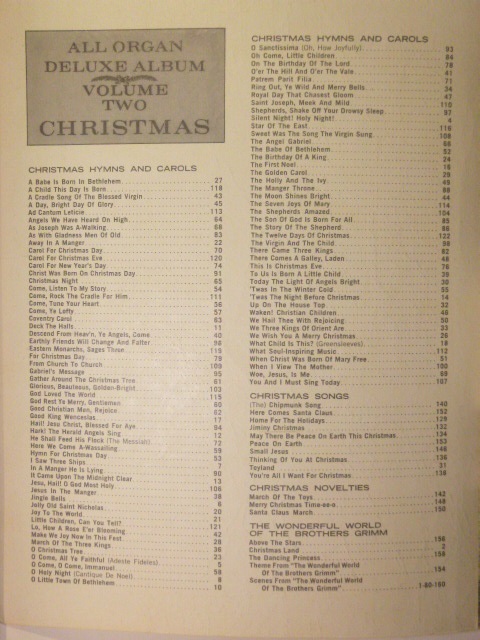 ALL ORGAN
DELUXE ALBUM
VOLUME
TWO
CHRISTMAS
CHRISTMAS HYMNS AND CAROLS
A Babe Is Born In Bethlehem 27
A Child This Day Is Born 118
A Cradle Song Of The Blessed Virgin 43
A Day, Bright Day Of Glory 45
Ad Cantum Leticie 113
Angels We Have Heard On High 64
As Joseph Was A-Walking 68
As With Gladness Men Of Old 83
Away In A Manger 22
Carol For Christmas Day 70
Carol For Christmas Eve 120
Carol For New Year's Day 74
Christ Was Born On Christmas Day 91
Christmas Night 65
Come, Listen To My Story 54
Come, Rock The Cradle For Him 111
Come, Tune Your Heart 56
Come, Ye Lofty 57
Coventry Carol 63
Deck The Halls 11
Descend From Heav'n, Ye Angels, Come 40
Earthly Friends Will Change And Falter 98
Eastern Monarchs, Sages Three 115
For Christmas Day 79
From Church To Church 109
Gabriel's Message 95
Gather Around The Christmas Tree 61
Glorious, Beauteous, Golden-Bright 103
God Loved The World 115
God Rest Ye Merry, Gentlemen 60
Good Christian Men, Rejoice 62
Good King Wenceslas 17
Hail! Jesu Christ, Blessed For Aye 94
Hark! The Herald Angels Sing 12
He Shall Feed His Flock (The Messiah) 72
Here We Come A-Wassailing 59
Hymn For Christmas Day 53
I Saw Three Ships 7
In A Manger He Is Lying 90
It Came Upon The Midnight Clear 13
Jesu, Hail! O God Most Holy 106
Jesus In The Manger 38
Jingle Bells 8
Jolly Old Saint Nicholas 6
Joy To The World 20
Little Children, Can You Tell? 21
Lo, How A Rose E'er Blooming 121
Make We Joy Now In This Fest 42
March Of The Three Kings 28
O Christmas Tree 36
O Come, All Ye Faithful (Adeste Fideles) 23
O Come, O Come, Immanuel 5
O Holy Night (Cantique De Noel) 58
O Little Town Of Bethlehem 8
10
CHRISTMAS HYMNS AND CAROLS
O Sanctissima (Oh, How Joyfully) 93
Oh Come, Little Children 84
On The Birthday Of The Lord 78
O'er The Hill And O'er The Vale 41
Patrem Parit Filia 71
Ring Out, Ye Wild And Merry Bells 34
Royal Day That Chasest Gloom 47
Saint Joseph, Meek And Mild 110
Shepherds, Shake Off Your Drowsy Sleep 97
Silent Night! Holy Night! 4
Star Of The East 116
Sweet Was The Song The Virgin Sung 108
The Angel Gabriel 66
The Babe Of Bethlehem 52
The Birthday Of A King 24
The First Noel 16
The Golden Carol 28
The Holly And The Ivy 49
The Manger Throne 88
The Moon Shines Bright 44
The Seven Joys Of Mary 114
The Shepherds Amazed 104
The Son Of God Is Born For All 85
The Story Of The Shepherd 86
The Twelve Days Of Christmas 122
The Virgin And The Child 98
There Came Three Kings 82
There Comes A Galley, Laden 48
This Is Christmas Eve 76
To Us Is Born A Little Child 39
Today The Light Of Angels Bright 30
'Twas In The Winter Cold 55
'Twas The Night Before Christmas 14
Up On The House Top 32
Waken! Christian Children 49
We Hail Thee With Rejoicing 50
We Three Kings Of Orient Are 33
We Wish You A Merry Christmas 26
What Child Is This? (Greensleeves) 18
What Soul-Inspiring Music 112
When Christ Was Born Of Mary Free 51
When I View The Mother 100
Woe, Jesus, Is Me 68
You And I Must Sing Today 107
CHRISTMAS SONGS
(The) Chipmunk Song 140
Here Comes Santa Claus 152
Home For The Holidays 129
Jiminy Christmas 132
May There Be Peace On Earth This Christmas 134
Peace On Earth 153
Small Jesus 146
Thinking Of You At Christmas 136
Toyland 31
You're All I Want For Christmas 138
CHRISTMAS NOVELTIES
March Of The Toys 142
Merry Christmas Time-ee-o 148
Santa Claus March 150
THE WONDERFUL WORLD
OF THE BROTHERS GRIMM
Above The Stars 156
Christmas Land 2
The Dancing Princess 158
Theme From "The Wonderful World
Of The Brothers Grimm" 154
Scenes From "The Wonderful World
Of The Brothers Grimm" 1-60-160